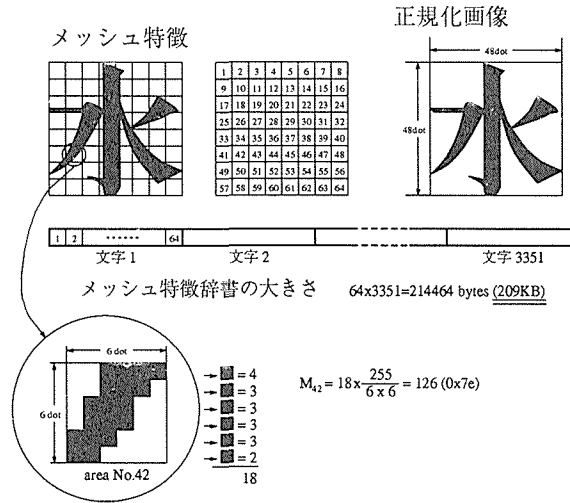 メッシュ特徴
正規化画像
48dot
48dot
1 2 3 4 5 6 7 8
9 10 11 12 13 14 15 16
17 18 19 20 21 22 23 24
25 26 27 28 29 30 31 32
33 34 35 36 37 38 39 40
41 42 43 44 45 46 47 48
49 50 51 52 53 54 55 56
57 58 59 60 61 62 63 64
水
水
1 2 ...... 64
文字 1 文字 2 文字 3351
メッシュ特徴辞書の大きさ 64x3351=214464 bytes (209KB)
6 dot
6 dot
= 4
= 3
= 3
= 3
= 3
= 2
18
area No.42
M42 = 18 x 255 / 6 x 6 = 126 (0x7e)